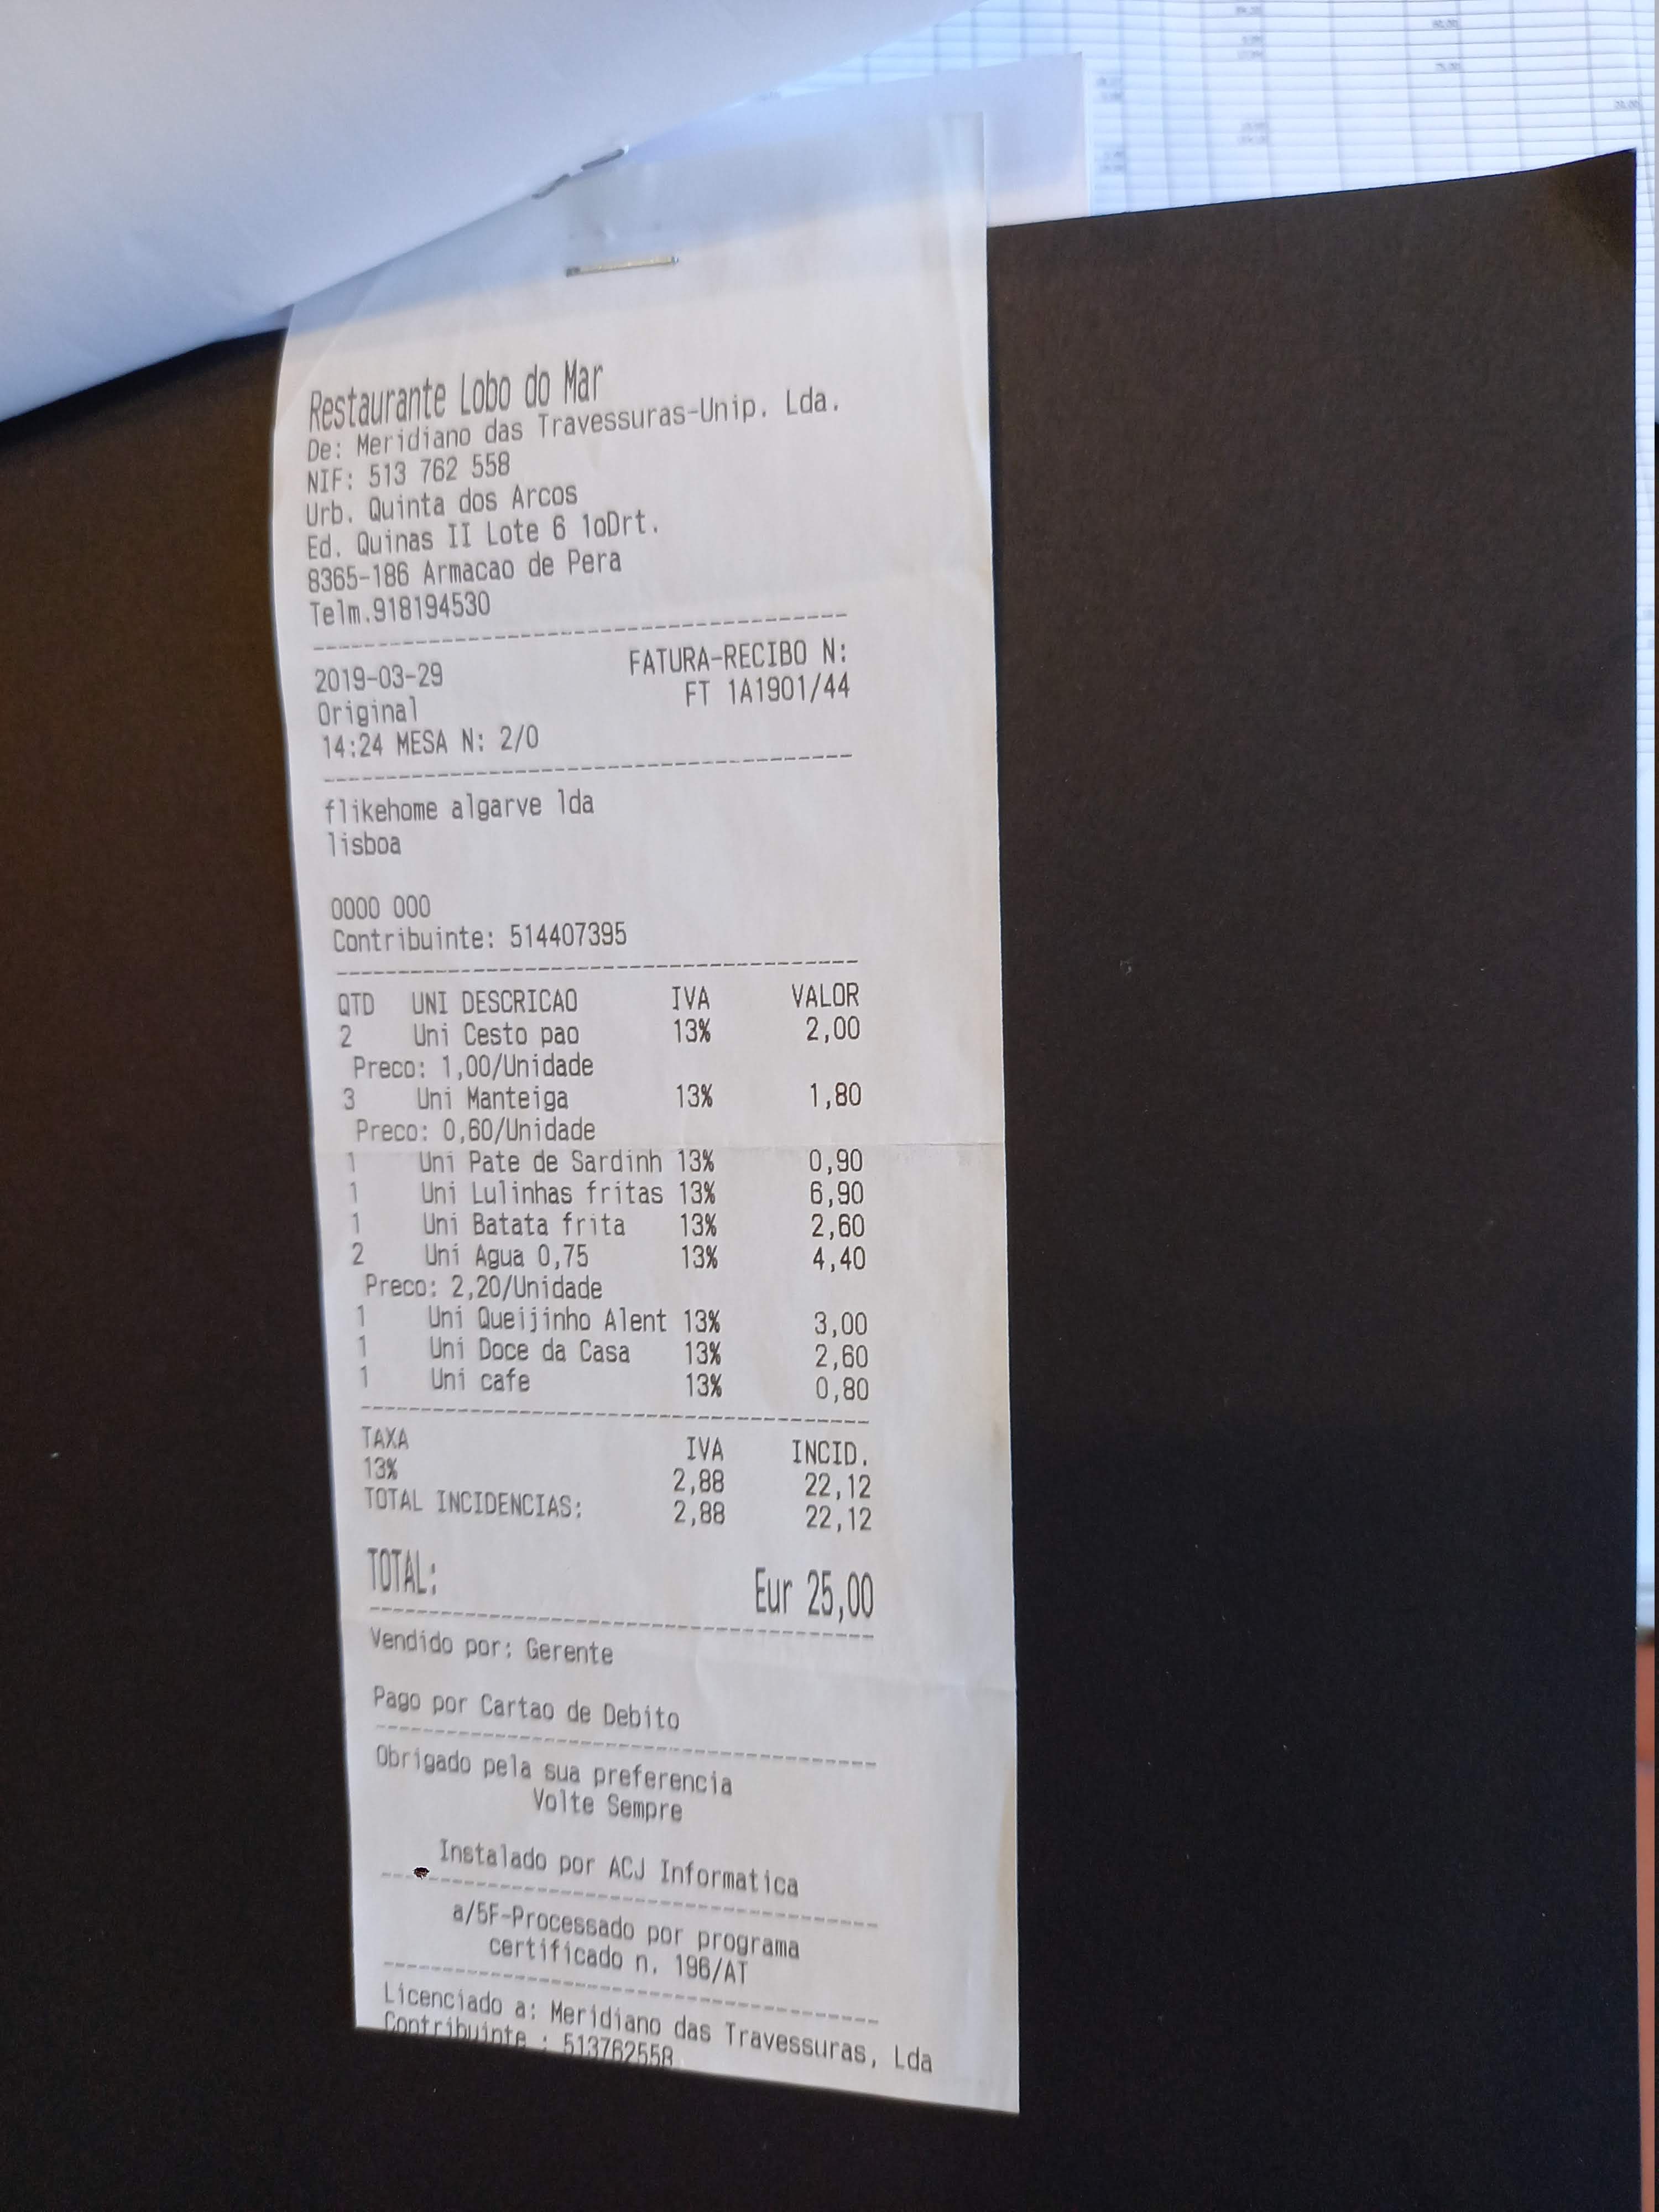 Restaurante Lobo do Mar
De: Meridiano das Travessuras-Unip. Lda.
NIF: 513 762 558
Urb. Quinta dos Arcos
Ed. Quinas II Lote 6 1oDrt.
8365-186 Armacao de Pera
Telm.918194530
2019-03-29 FATURA-RECIBO N:
Original FT 1A1901/44
14:24 MESA N: 2/0
flikehome algarve lda
lisboa
0000 000
Contribuinte: 514407395
QTD UNI DESCRICAO IVA VALOR
2 Uni Cesto pao 13% 2,00
Preco: 1,00/Unidade
3 Uni Manteiga 13% 1,80
Preco: 0,60/Unidade
1 Uni Pate de Sardinh 13% 0,90
1 Uni Lulinhas fritas 13% 6,90
1 Uni Batata frita 13% 2,60
2 Uni Agua 0,75 13% 4,40
Preco: 2,20/Unidade
1 Uni Queijinho Alent 13% 3,00
1 Uni Doce da Casa 13% 2,60
1 Uni cafe 13% 0,80
TAXA IVA INCID.
13% 2,88 22,12
TOTAL INCIDENCIAS: 2,88 22,12
TOTAL: Eur 25,00
Vendido por: Gerente
Pago por Cartao de Debito
Obrigado pela sua preferencia
Volte Sempre
Instalado por ACJ Informatica
a/5F-Processado por programa
certificado n. 196/AT
Licenciado a: Meridiano das Travessuras, Lda
Contribuinte : 513762558